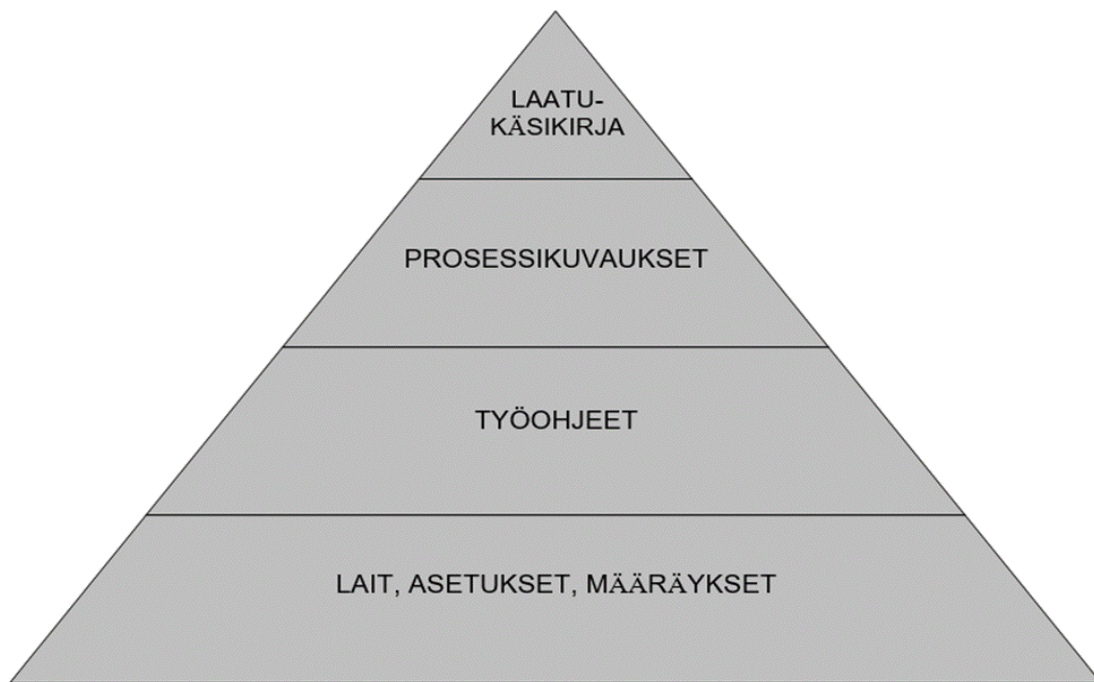 LAATU-
KÄSIKIRJA
PROSESSIKUVAUKSET
TYÖOHJEET
LAIT, ASETUKSET, MÄÄRÄYKSET